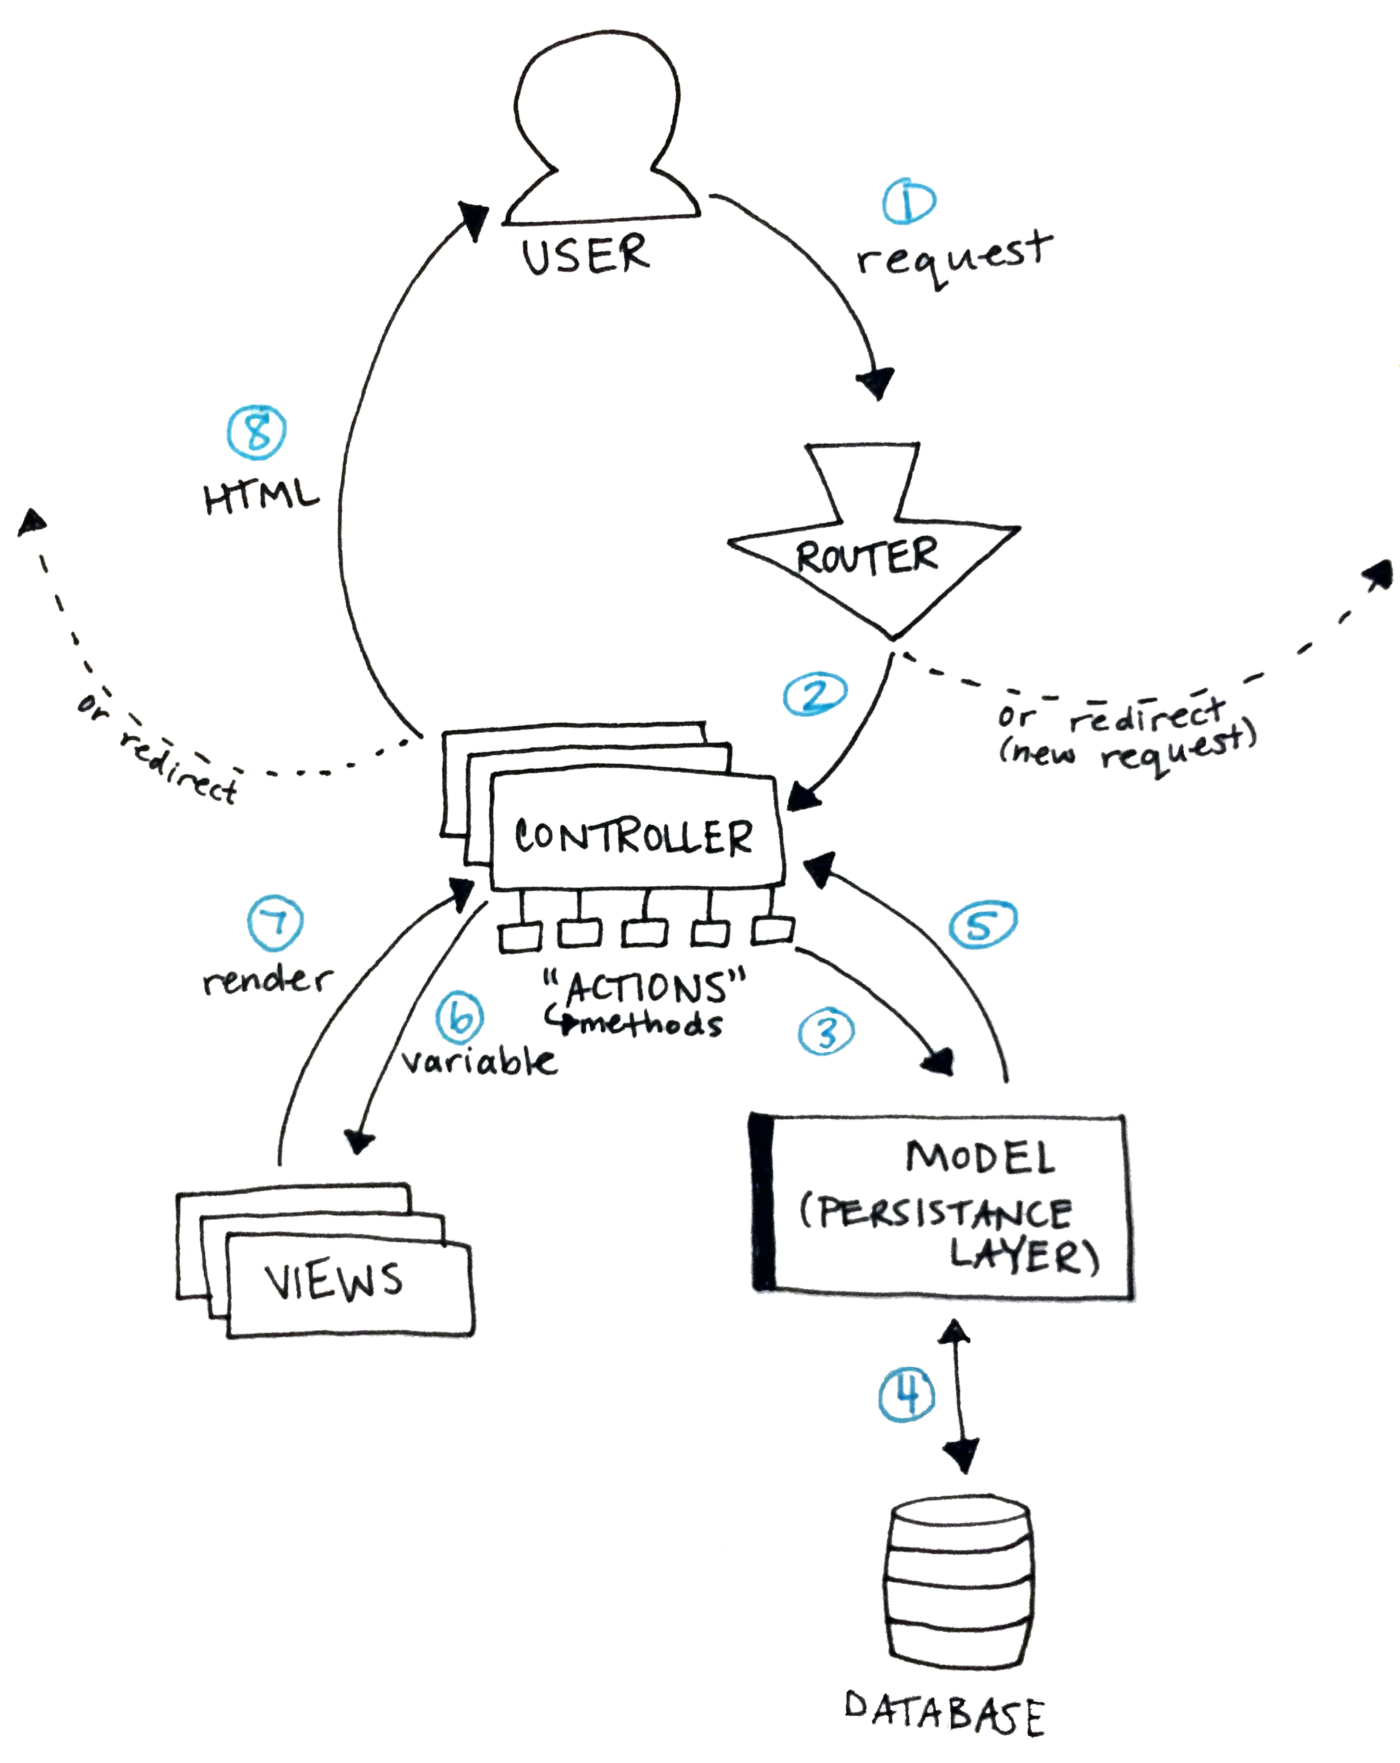 USER
1
request
8
HTML
ROUTER
2
or redirect
(new request)
or redirect
CONTROLLER
7
render
5
"ACTIONS"
↳methods
6
variable
3
MODEL
(PERSISTANCE
LAYER)
VIEWS
4
DATABASE